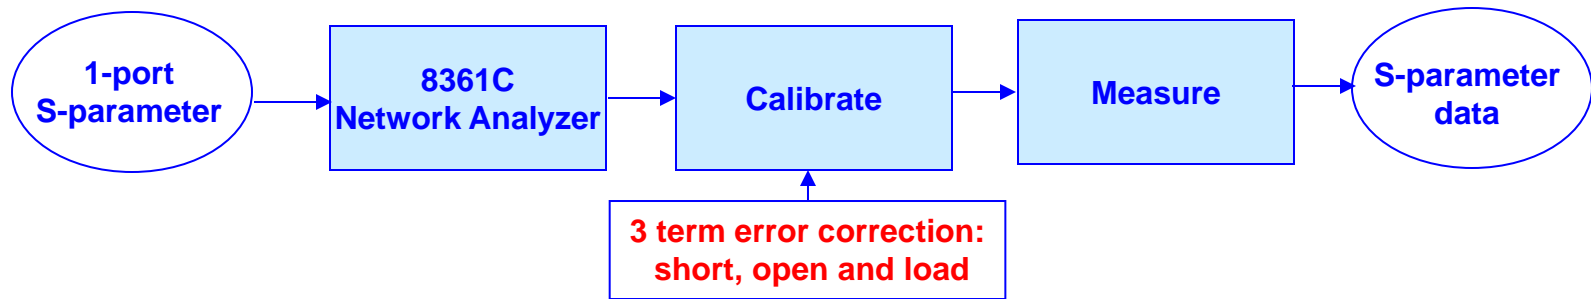 1-port
S-parameter
8361C
Network Analyzer
Calibrate
Measure
S-parameter
data
3 term error correction:
short, open and load